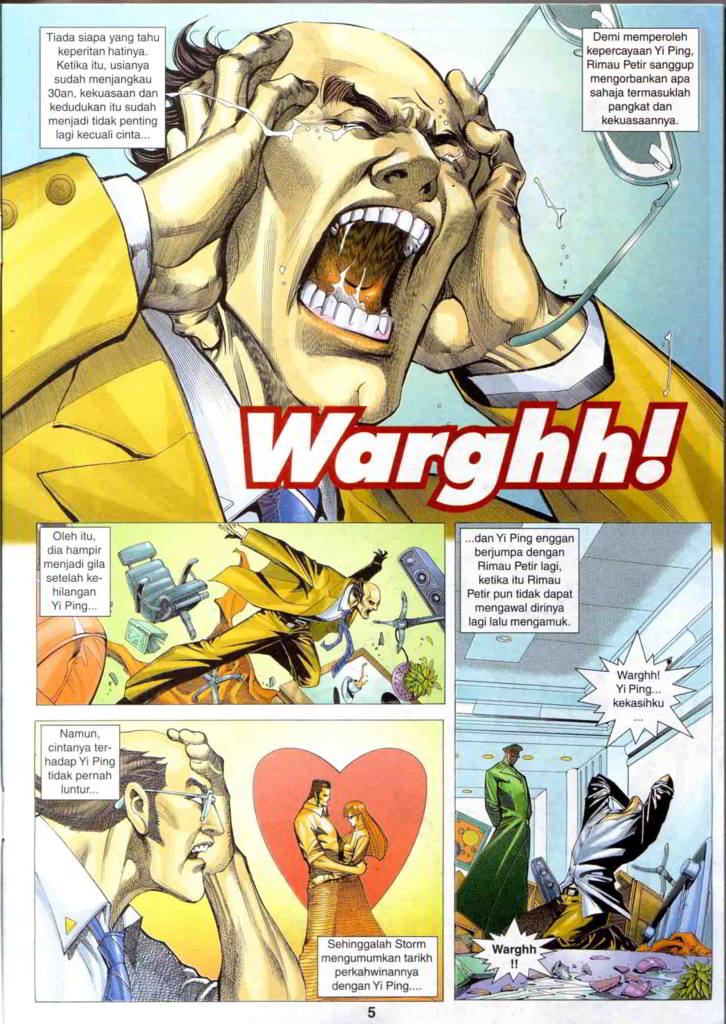 Tiada siapa yang tahu
keperitan hatinya.
Ketika itu, usianya
sudah menjangkau
30an, kekuasaan dan
kedudukan itu sudah
menjadi tidak penting
lagi kecuali cinta...
Demi memperoleh
kepercayaan Yi Ping,
Rimau Petir sanggup
mengorbankan apa
sahaja termasuklah
pangkat dan
kekuasaannya.
Warghh!
Oleh itu,
dia hampir
menjadi gila
setelah ke-
hilangan
Yi Ping...
...dan Yi Ping enggan
berjumpa dengan
Rimau Petir lagi,
ketika itu Rimau
Petir pun tidak dapat
mengawal dirinya
lagi lalu mengamuk.
Warghh!
Yi Ping...
kekasihku
...
Namun,
cintanya ter-
hadap Yi Ping
tidak pernah
luntur...
Sehinggalah Storm
mengumumkan tarikh
perkahwinannya
dengan Yi Ping....
Warghh
!!
5